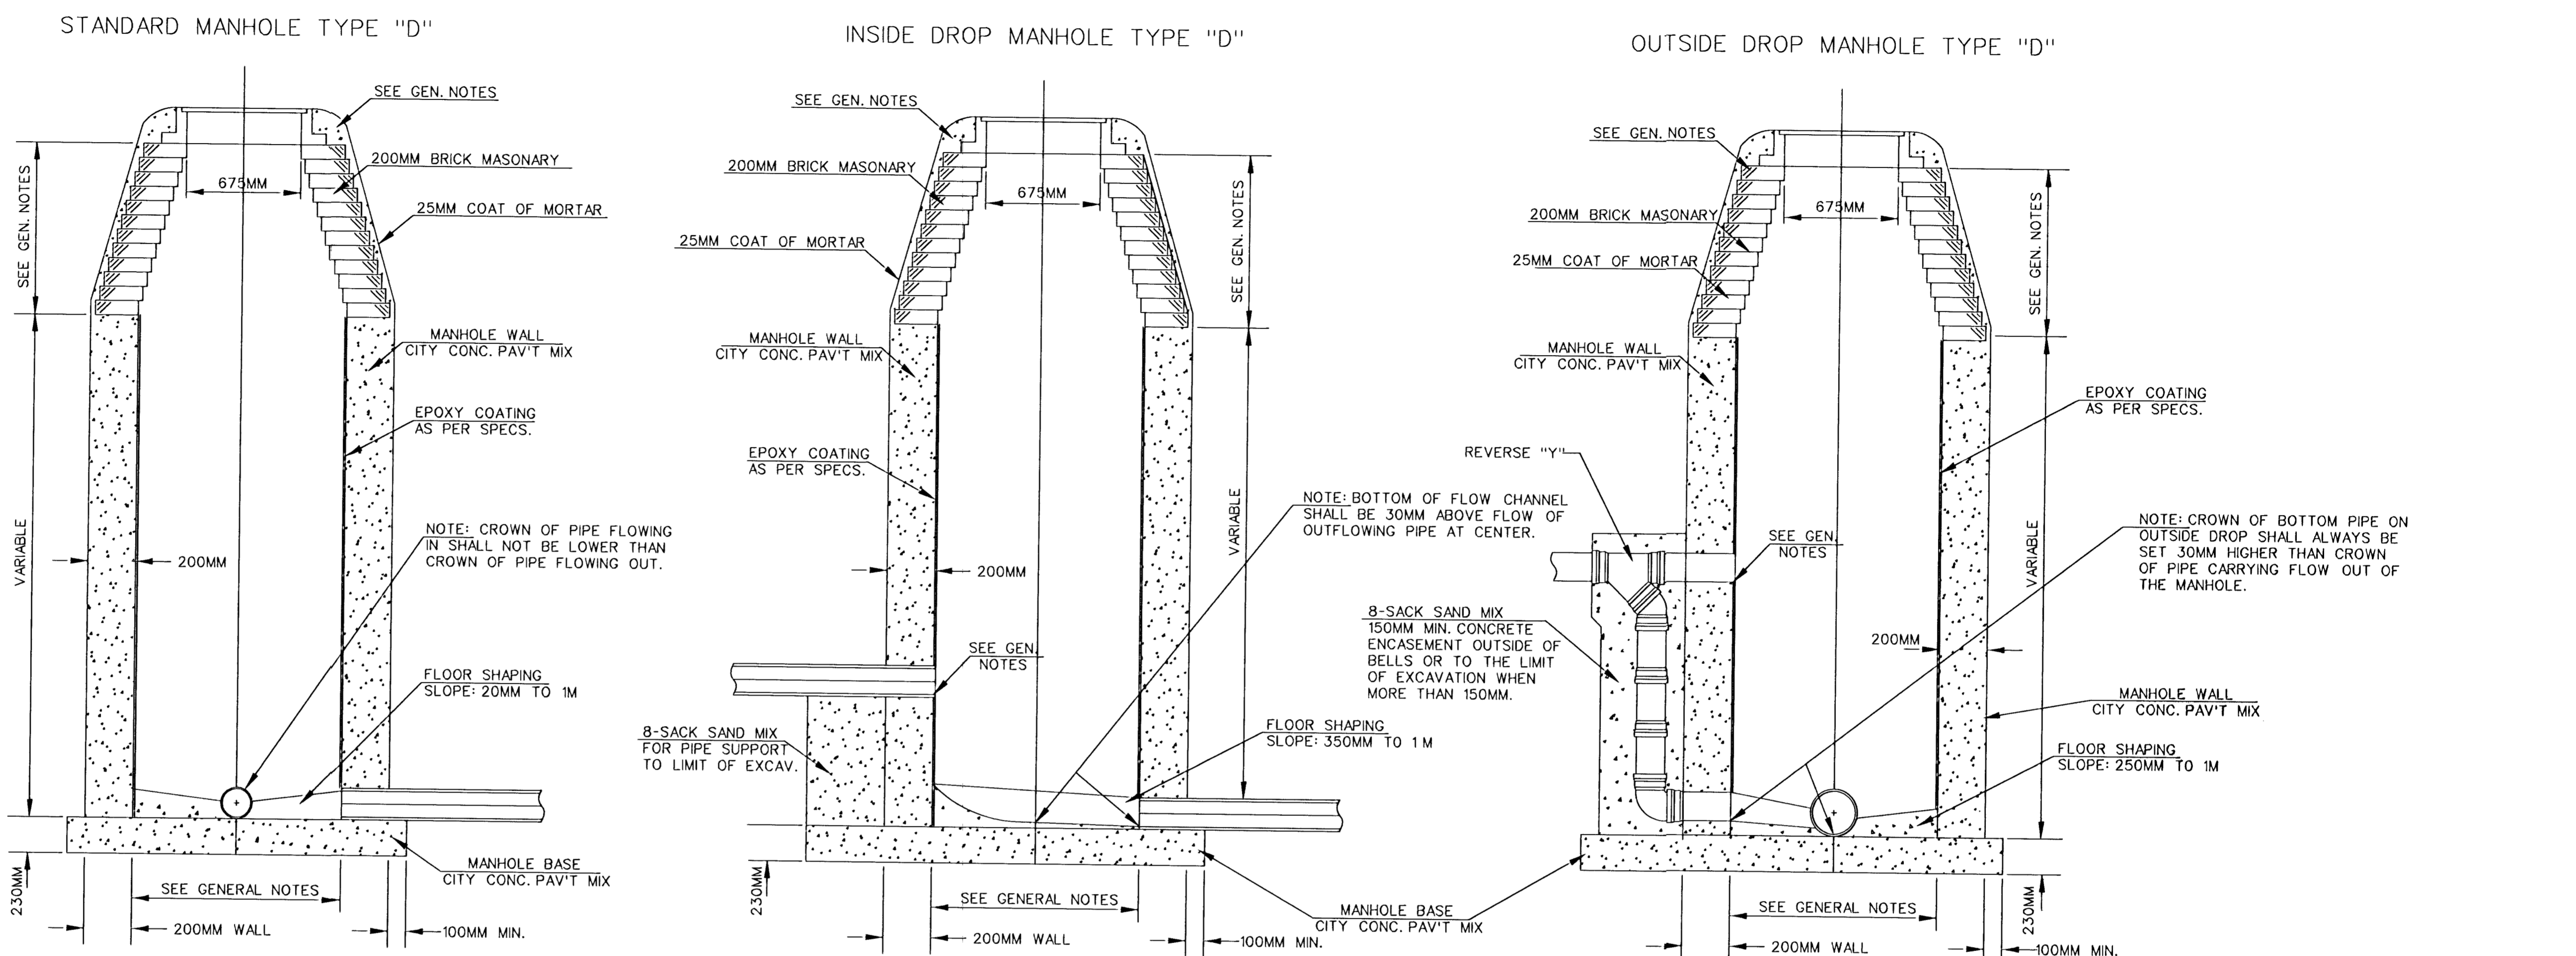 STANDARD MANHOLE TYPE "D"
SEE GEN. NOTES
200MM BRICK MASONARY
675MM
25MM COAT OF MORTAR
SEE GEN. NOTES
MANHOLE WALL
CITY CONC. PAV'T MIX
EPOXY COATING
AS PER SPECS.
VARIABLE
NOTE: CROWN OF PIPE FLOWING
IN SHALL NOT BE LOWER THAN
CROWN OF PIPE FLOWING OUT.
200MM
FLOOR SHAPING
SLOPE: 20MM TO 1M
MANHOLE BASE
CITY CONC. PAV'T MIX
230MM
SEE GENERAL NOTES
200MM WALL
100MM MIN.
INSIDE DROP MANHOLE TYPE "D"
SEE GEN. NOTES
200MM BRICK MASONARY
675MM
25MM COAT OF MORTAR
SEE GEN. NOTES
MANHOLE WALL
CITY CONC. PAV'T MIX
EPOXY COATING
AS PER SPECS.
VARIABLE
NOTE: BOTTOM OF FLOW CHANNEL
SHALL BE 30MM ABOVE FLOW OF
OUTFLOWING PIPE AT CENTER.
200MM
SEE GEN.
NOTES
8-SACK SAND MIX
FOR PIPE SUPPORT
TO LIMIT OF EXCAV.
FLOOR SHAPING
SLOPE: 350MM TO 1M
230MM
SEE GENERAL NOTES
200MM WALL
100MM MIN.
MANHOLE BASE
CITY CONC. PAV'T MIX
OUTSIDE DROP MANHOLE TYPE "D"
SEE GEN. NOTES
200MM BRICK MASONARY
675MM
25MM COAT OF MORTAR
SEE GEN. NOTES
MANHOLE WALL
CITY CONC. PAV'T MIX
EPOXY COATING
AS PER SPECS.
REVERSE "Y"
SEE GEN.
NOTES
VARIABLE
NOTE: CROWN OF BOTTOM PIPE ON
OUTSIDE DROP SHALL ALWAYS BE
SET 30MM HIGHER THAN CROWN
OF PIPE CARRYING FLOW OUT OF
THE MANHOLE.
8-SACK SAND MIX
150MM MIN. CONCRETE
ENCASEMENT OUTSIDE OF
BELLS OR TO THE LIMIT
OF EXCAVATION WHEN
MORE THAN 150MM.
200MM
MANHOLE WALL
CITY CONC. PAV'T MIX
FLOOR SHAPING
SLOPE: 250MM TO 1M
230MM
SEE GENERAL NOTES
200MM WALL
100MM MIN.